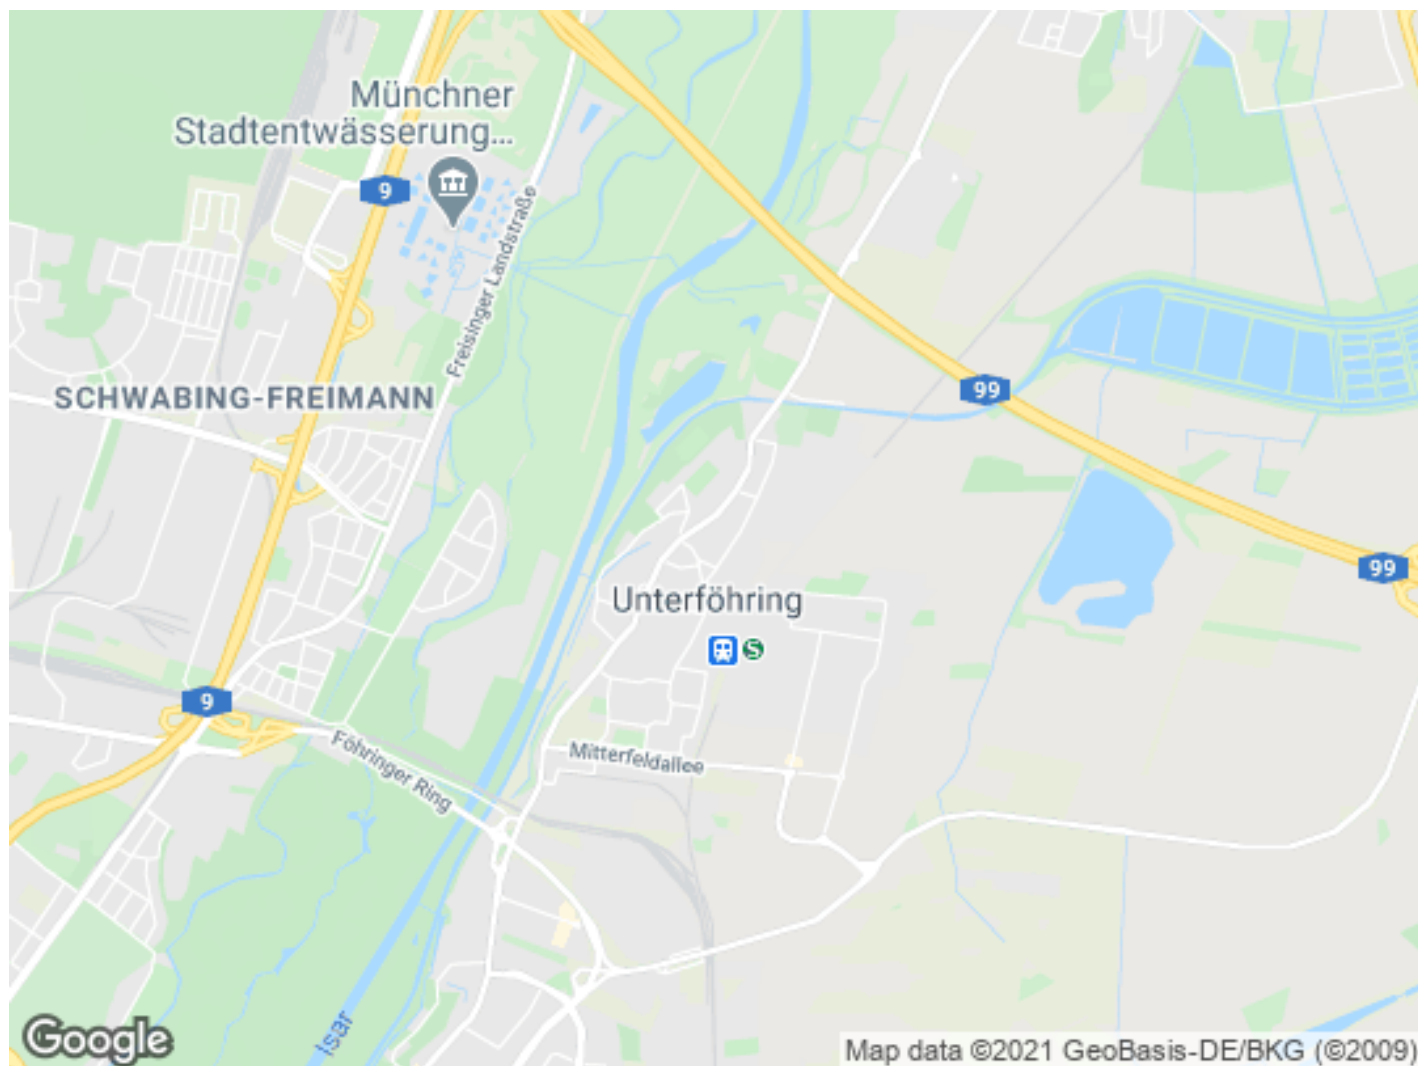 Münchner
Stadtentwässerung...
9
Freisinger Landstraße
99
SCHWABING-FREIMANN
99
Unterföhring
S
9
Föhringer Ring
Mitterfeldallee
Isar
Google
Map data ©2021 GeoBasis-DE/BKG (©2009)